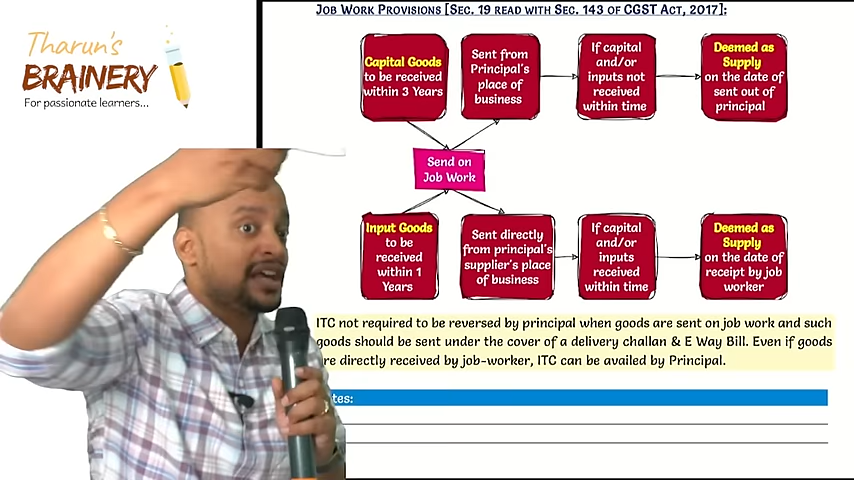 Tharun's
BRAINERY
For passionate learners...
JOB WORK PROVISIONS [SEC. 19 READ WITH SEC. 143 OF CGST ACT, 2017]:
Capital Goods
to be received
within 3 Years
Sent from
Principal's
place of
business
If capital
and/or
inputs not
received
within time
Deemed as
Supply
on the date of
sent out of
principal
Send on
Job Work
Input Goods
to be
received
within 1
Years
Sent directly
from principal's
supplier's place
of business
If capital
and/or
inputs
received
within time
Deemed as
Supply
on the date of
receipt by job
worker
ITC not required to be reversed by principal when goods are sent on job work and such
goods should be sent under the cover of a delivery challan & E Way Bill. Even if goods
re directly received by job-worker, ITC can be availed by Principal.
tes: